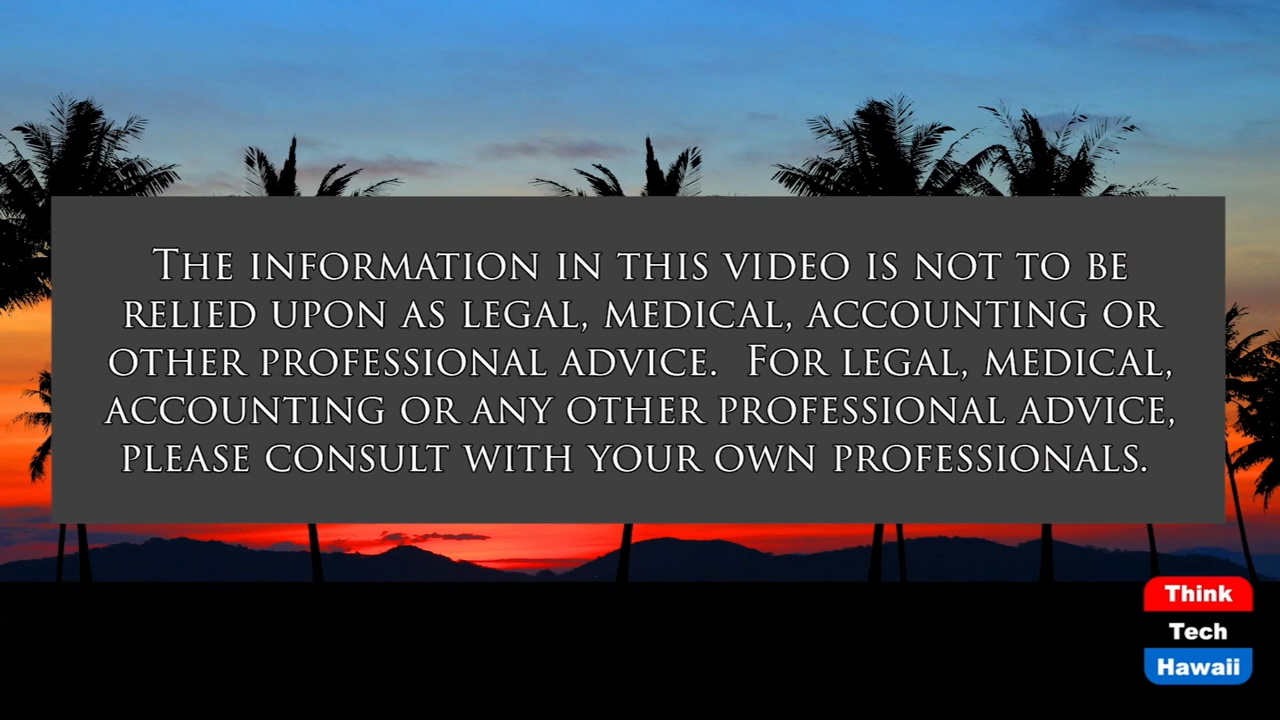 The information in this video is not to be
relied upon as legal, medical, accounting or
other professional advice.  For legal, medical,
accounting or any other professional advice,
please consult with your own professionals.
Think
Tech
Hawaii